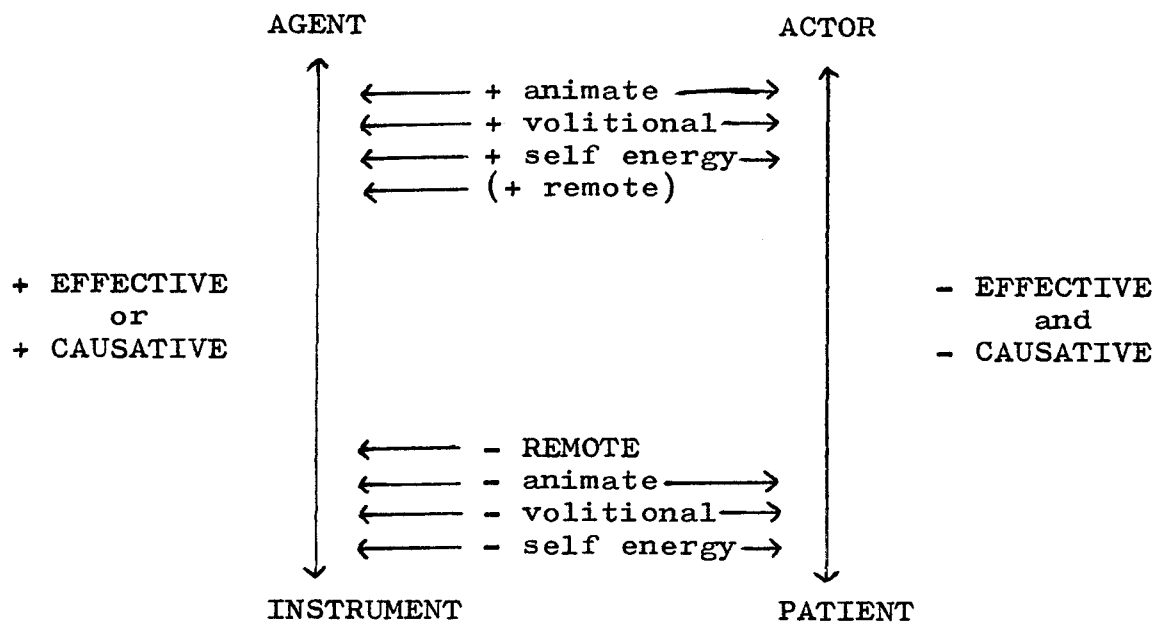 AGENT ACTOR
+ animate
+ volitional
+ self energy
(+ remote)
+ EFFECTIVE - EFFECTIVE
or and
+ CAUSATIVE - CAUSATIVE
- REMOTE
- animate
- volitional
- self energy
INSTRUMENT PATIENT